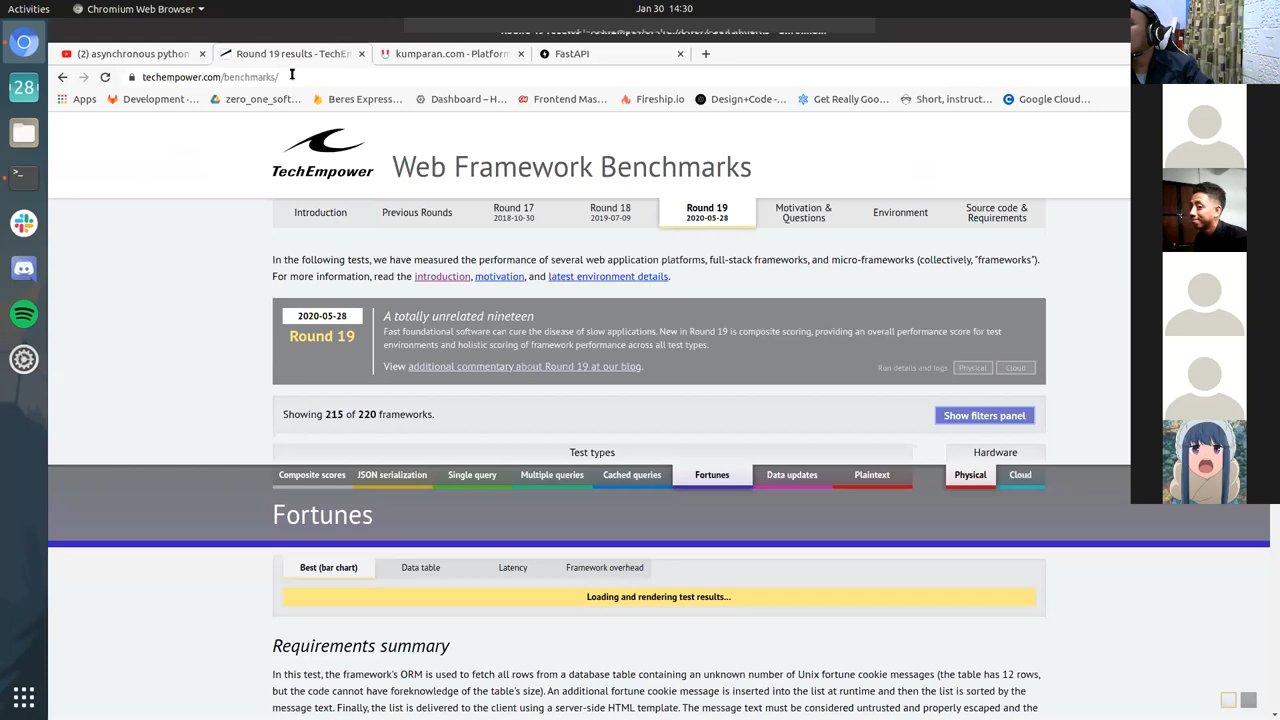 Activities
Chromium Web Browser
Jan 30 14:30
(2) asynchronous python
Round 19 results - TechEm
kumparan.com - Platform
FastAPI
techempower.com/benchmarks/
Apps
Development -...
zero_one_soft...
Beres Express...
Dashboard – H...
Frontend Mas...
Fireship.io
Design+Code -...
Get Really Goo...
Short, instruct...
Google Cloud...
28
TechEmpower
Web Framework Benchmarks
Introduction
Previous Rounds
Round 17
2018-10-30
Round 18
2019-07-09
Round 19
2020-05-28
Motivation &
Questions
Environment
Source code &
Requirements
In the following tests, we have measured the performance of several web application platforms, full-stack frameworks, and micro-frameworks (collectively, "frameworks").
For more information, read the introduction, motivation, and latest environment details.
2020-05-28
Round 19
A totally unrelated nineteen
Fast foundational software can cure the disease of slow applications. New in Round 19 is composite scoring, providing an overall performance score for test
environments and holistic scoring of framework performance across all test types.
View additional commentary about Round 19 at our blog.
Run details and logs
Physical
Cloud
Showing 215 of 220 frameworks.
Show filters panel
Test types
Hardware
Composite scores
JSON serialization
Single query
Multiple queries
Cached queries
Fortunes
Data updates
Plaintext
Physical
Cloud
Fortunes
Best (bar chart)
Data table
Latency
Framework overhead
Loading and rendering test results...
Requirements summary
In this test, the framework's ORM is used to fetch all rows from a database table containing an unknown number of Unix fortune cookie messages (the table has 12 rows,
but the code cannot have foreknowledge of the table's size). An additional fortune cookie message is inserted into the list at runtime and then the list is sorted by the
message text. Finally, the list is delivered to the client using a server-side HTML template. The message text must be considered untrusted and properly escaped and the